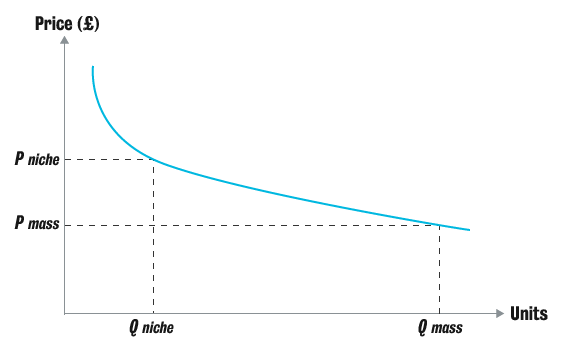 Price (£)
P niche
P mass
Units
Q niche
Q mass